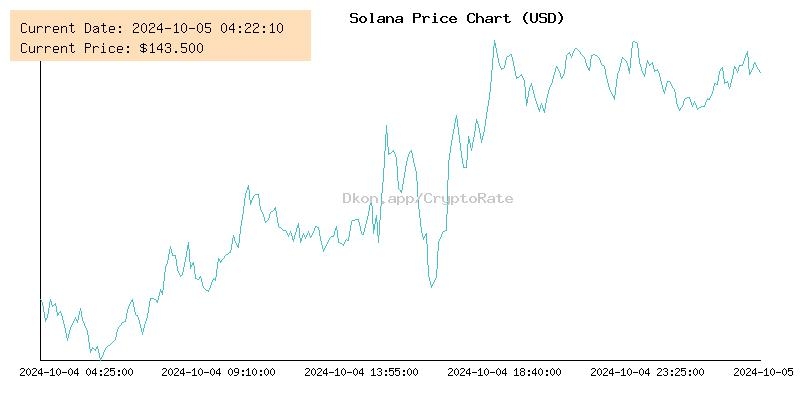 Solana Price Chart (USD)
Current Date: 2024-10-05 04:22:10
Current Price: $143.500
Dkon.app/CryptoRate
2024-10-04 04:25:00 2024-10-04 09:10:00 2024-10-04 13:55:00 2024-10-04 18:40:00 2024-10-04 23:25:00 2024-10-05